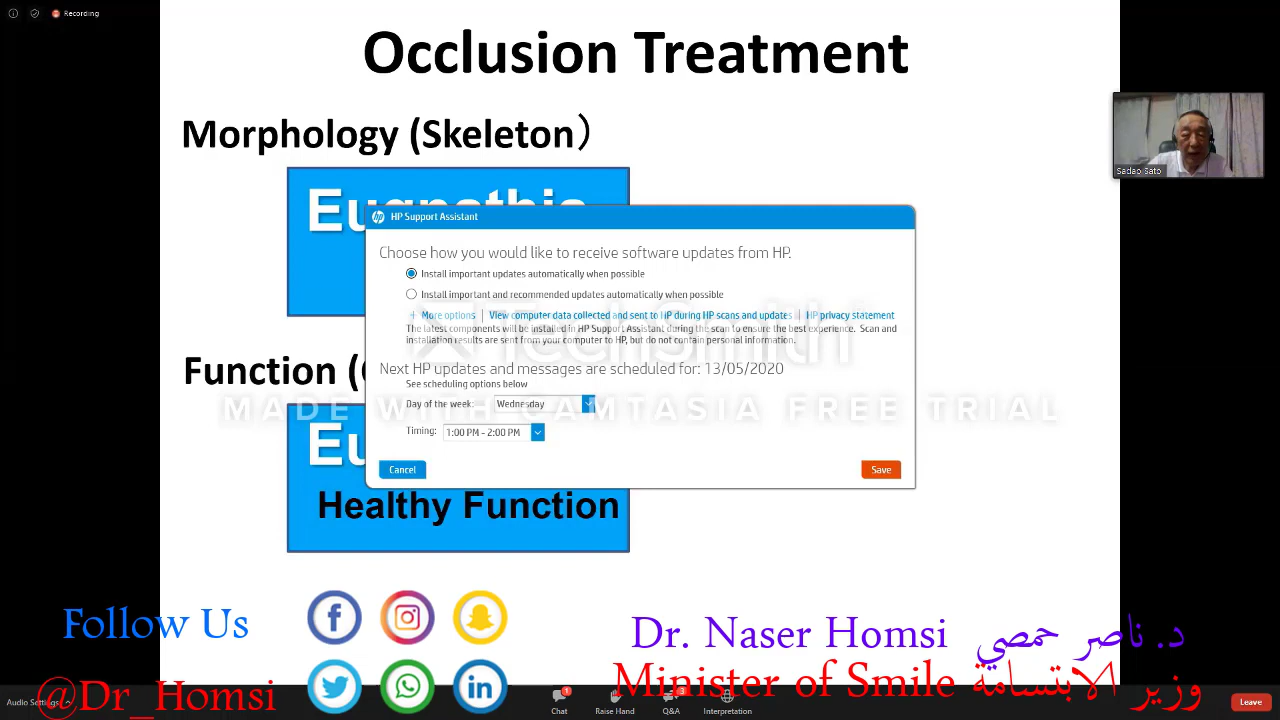 Recording
Occlusion Treatment
Morphology (Skeleton）
Sadao Sato
HP Support Assistant
Choose how you would like to receive software updates from HP.
Install important updates automatically when possible
Install important and recommended updates automatically when possible
+ More options | View computer data collected and sent to HP during HP scans and updates | HP privacy statement
The latest components will be installed in HP Support Assistant during the scan to ensure the best experience. Scan and
installation results are sent from your computer to HP, but do not contain personal information.
TechSmith
Function (
Next HP updates and messages are scheduled for: 13/05/2020
See scheduling options below
Day of the week: Wednesday
MADE WITH CAMTASIA FREE TRIAL
Timing: 1:00 PM - 2:00 PM
Cancel
Save
Healthy Function
Follow Us
Dr. Naser Homsi د. ناصر حمصي
@Dr_Homsi
Minister of Smile وزير الابتسامة
Audio Settings
Chat 1
Raise Hand
Q&A 3
Interpretation
Leave